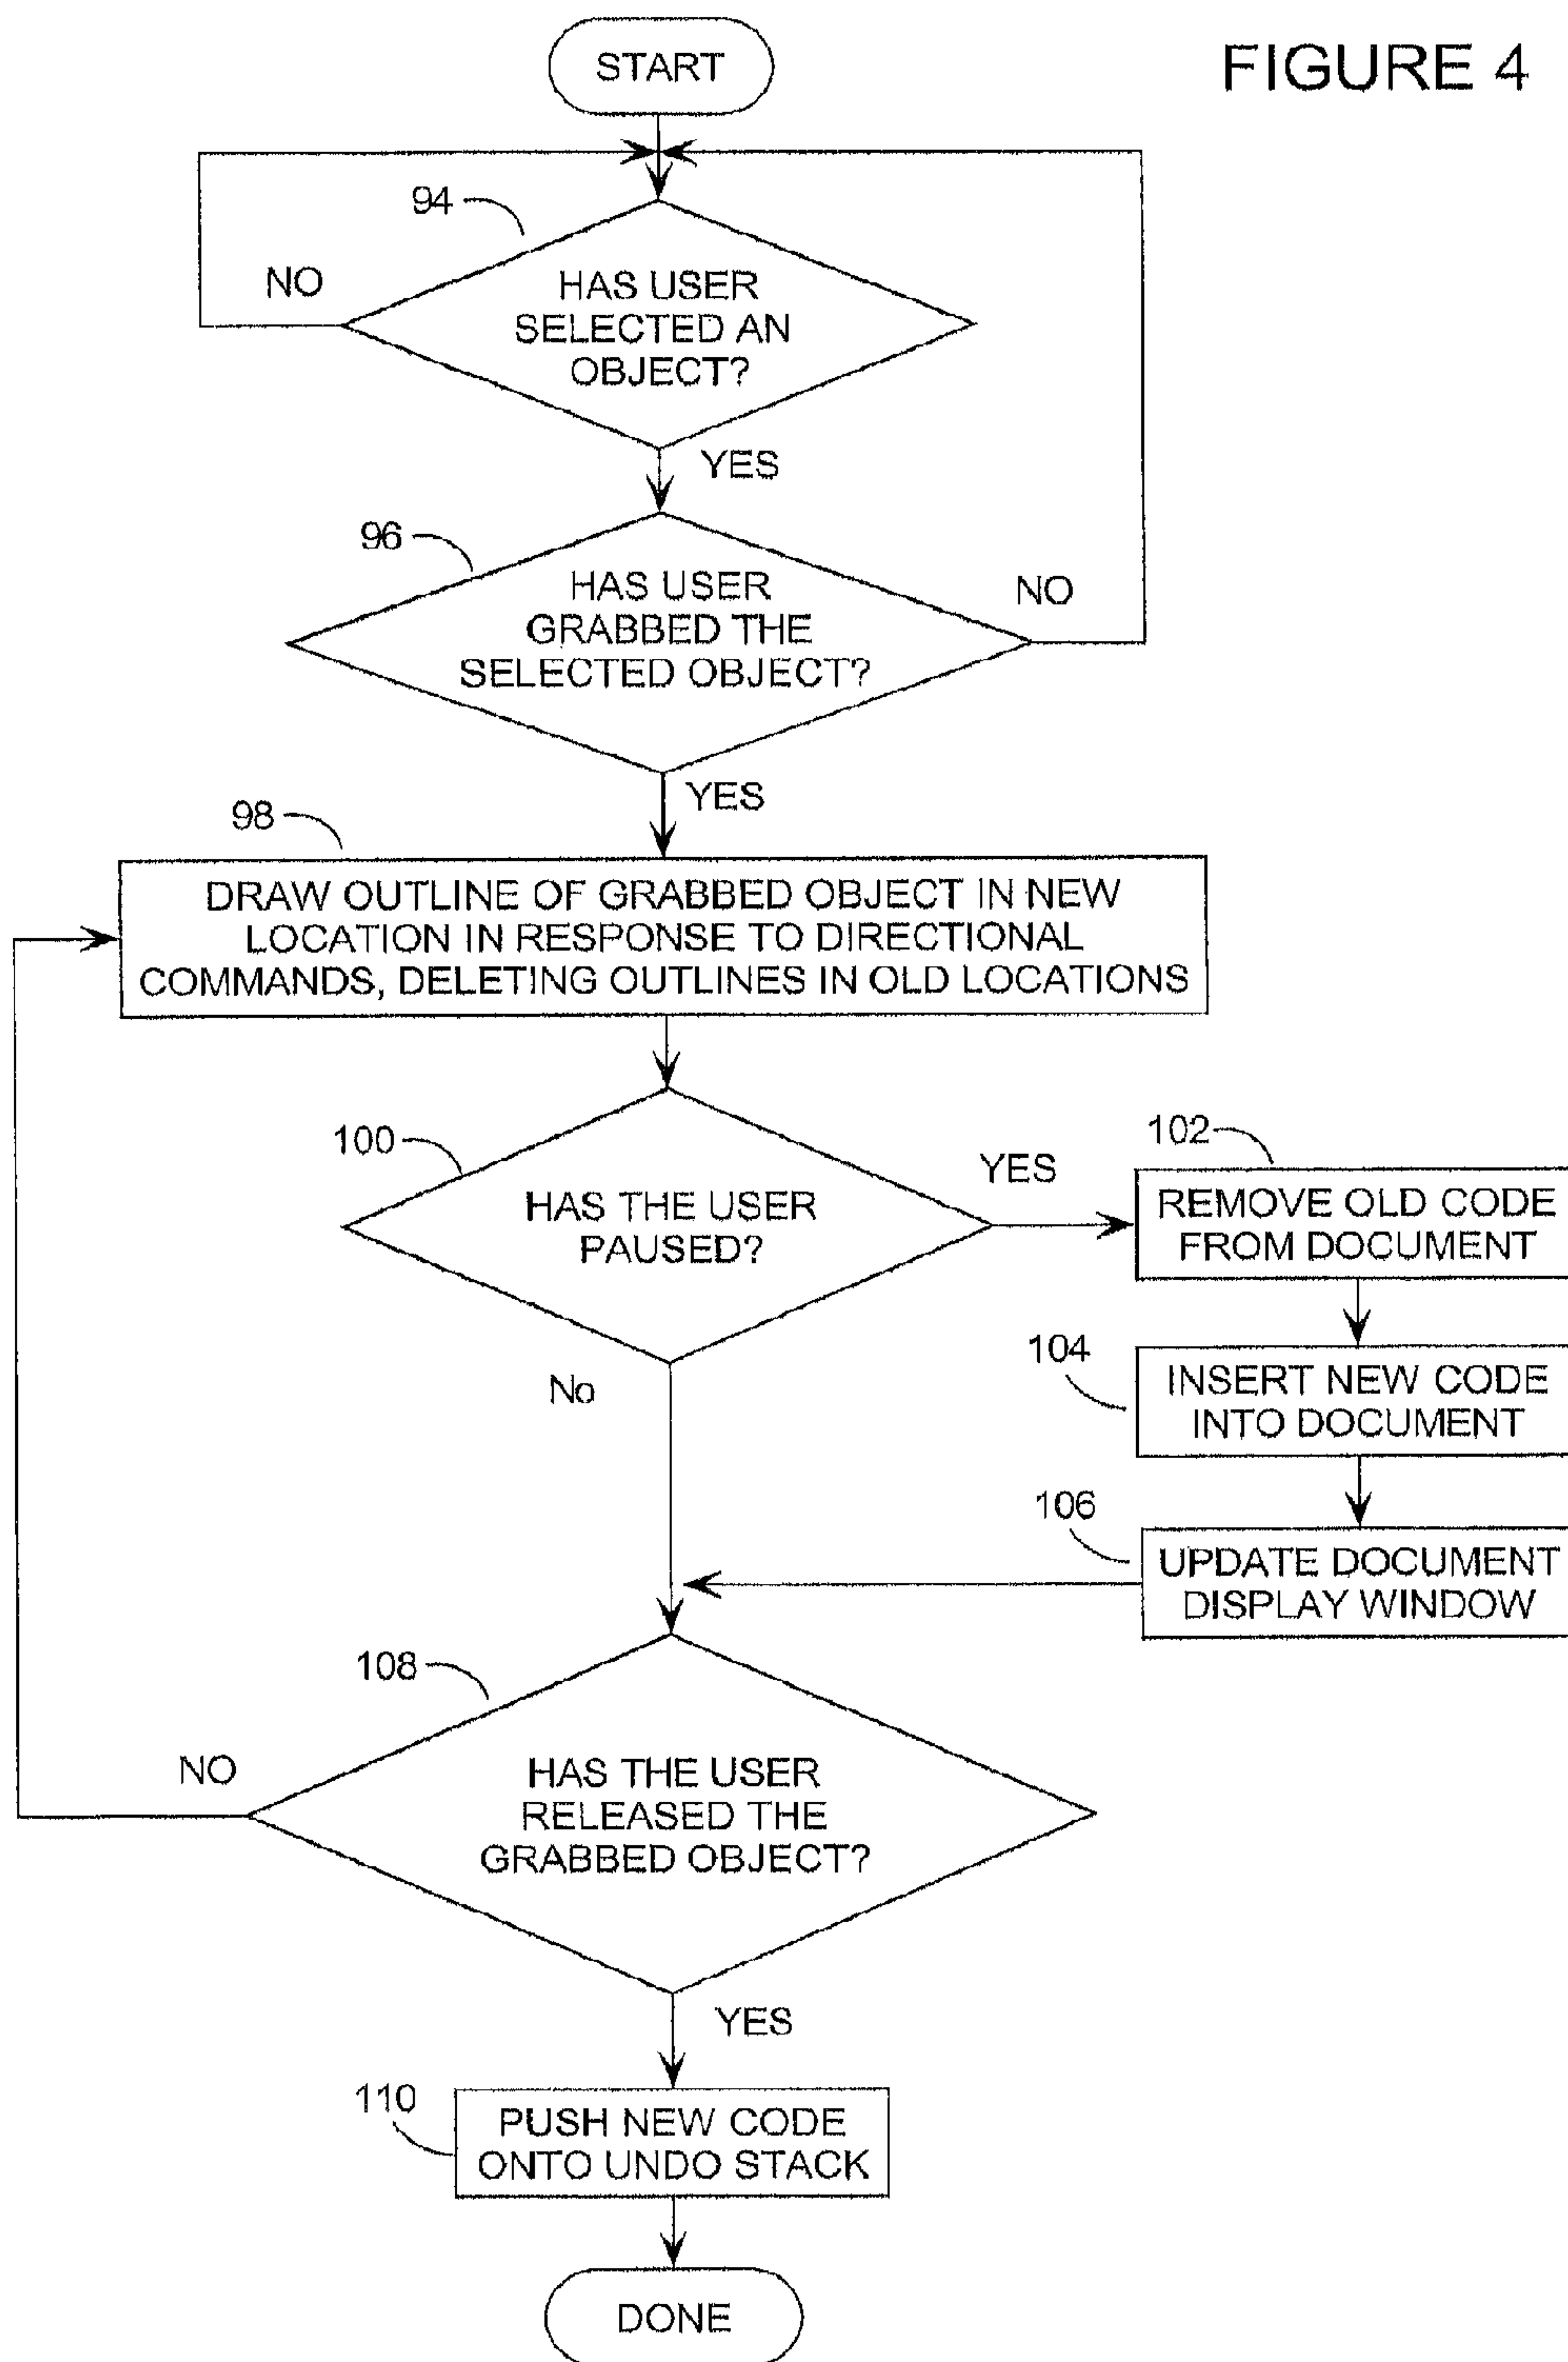 FIGURE 4
START
94
NO
HAS USER
SELECTED AN
OBJECT?
YES
96
HAS USER
GRABBED THE
SELECTED OBJECT?
NO
YES
98
DRAW OUTLINE OF GRABBED OBJECT IN NEW
LOCATION IN RESPONSE TO DIRECTIONAL
COMMANDS, DELETING OUTLINES IN OLD LOCATIONS
100
HAS THE USER
PAUSED?
YES
102
REMOVE OLD CODE
FROM DOCUMENT
No
104
INSERT NEW CODE
INTO DOCUMENT
106
UPDATE DOCUMENT
DISPLAY WINDOW
108
NO
HAS THE USER
RELEASED THE
GRABBED OBJECT?
YES
110
PUSH NEW CODE
ONTO UNDO STACK
DONE